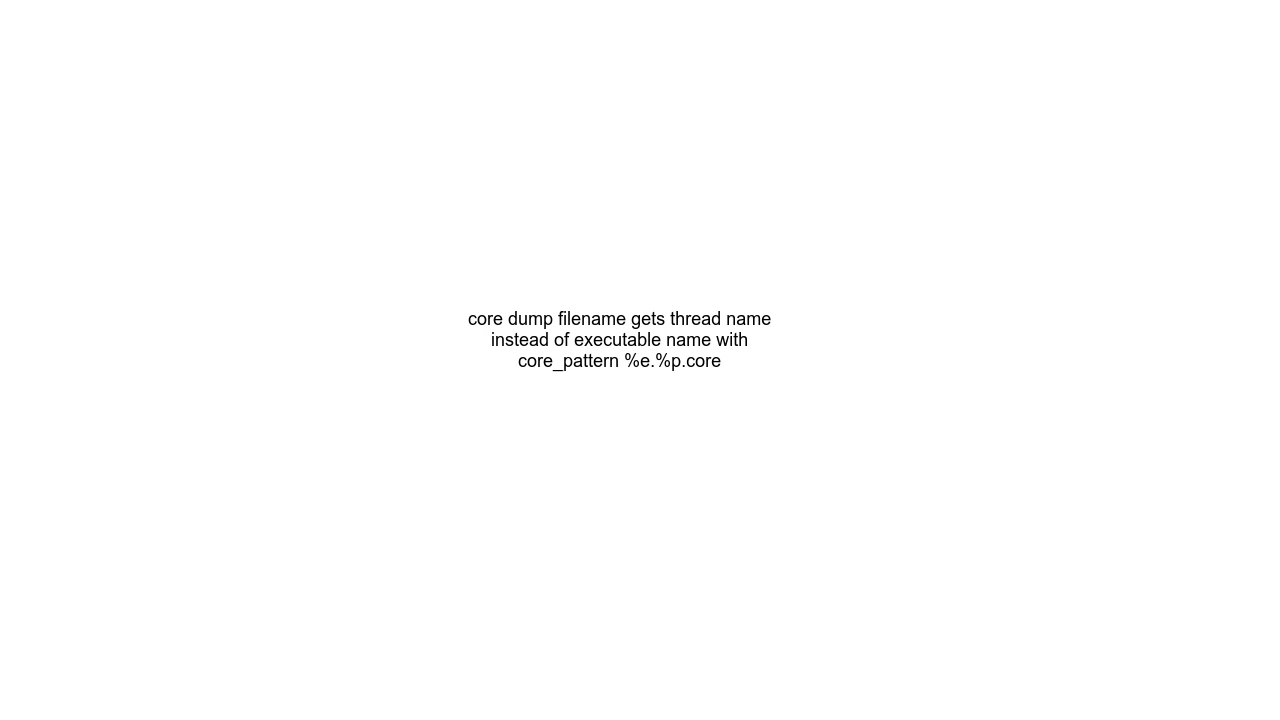 core dump filename gets thread name
instead of executable name with
core_pattern %e.%p.core